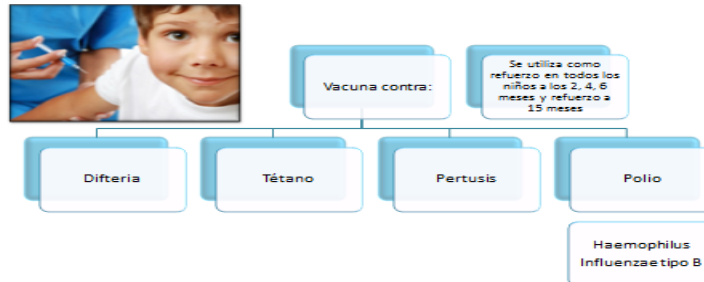 Vacuna contra:
Se utiliza como
refuerzo en todos los
niños a los 2, 4, 6
meses y refuerzo a
15 meses
Difteria
Tétano
Pertusis
Polio
Haemophilus
Influenzae tipo B